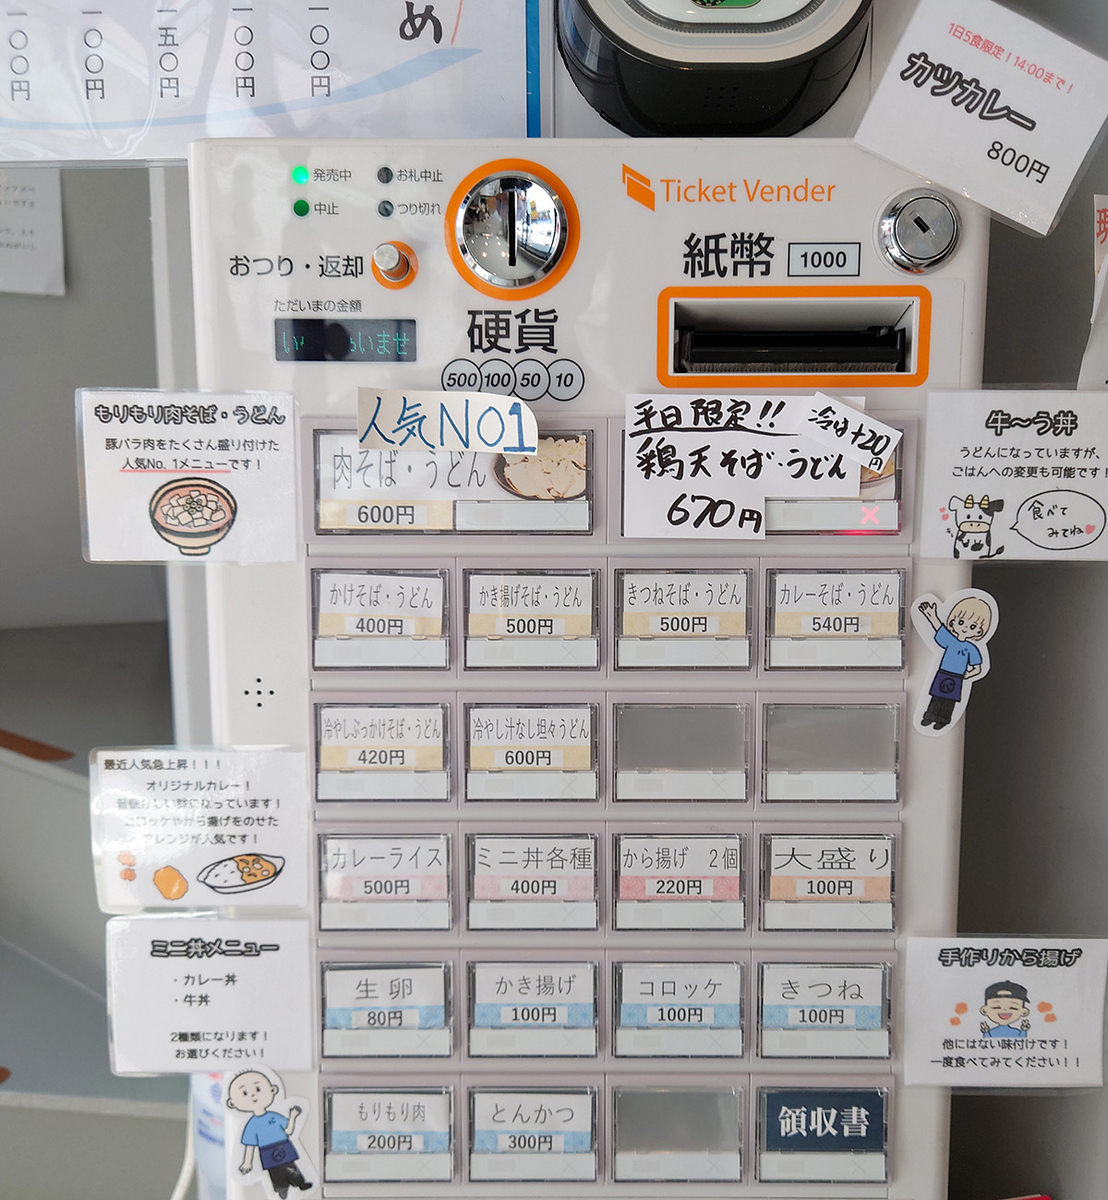 め
一〇〇円
一〇〇円
一五〇円
一〇〇円
一〇〇円
1日5食限定！14:00まで！
カツカレー
800円
発売中
お札中止
中止
つり切れ
Ticket Vender
おつり・返却
紙幣 1000
ただいまの金額
硬貨
500 100 50 10
もりもり肉そば・うどん
豚バラ肉をたくさん盛り付けた
人気No. 1メニューです！
人気NO1
肉そば・うどん
600円
平日限定!!
鶏天そば・うどん
670円
冷は+20円
牛〜う丼
うどんになっていますが、
ごはんへの変更も可能です！
食べて
みてね
かけそば・うどん
400円
かき揚げそば・うどん
500円
きつねそば・うどん
500円
カレーそば・うどん
540円
冷やしぶっかけそば・うどん
420円
冷やし汁なし坦々うどん
600円
最近人気急上昇！！！
オリジナルカレー！
アレンジが人気です！
カレーライス
500円
ミニ丼各種
400円
から揚げ 2個
220円
大盛り
100円
ミニ丼メニュー
・カレー丼
・牛丼
2種類になります！
お選びください！
生卵
80円
かき揚げ
100円
コロッケ
100円
きつね
100円
手作りから揚げ
他にはない味付けです！
一度食べてみてください！！
もりもり肉
200円
とんかつ
300円
領収書